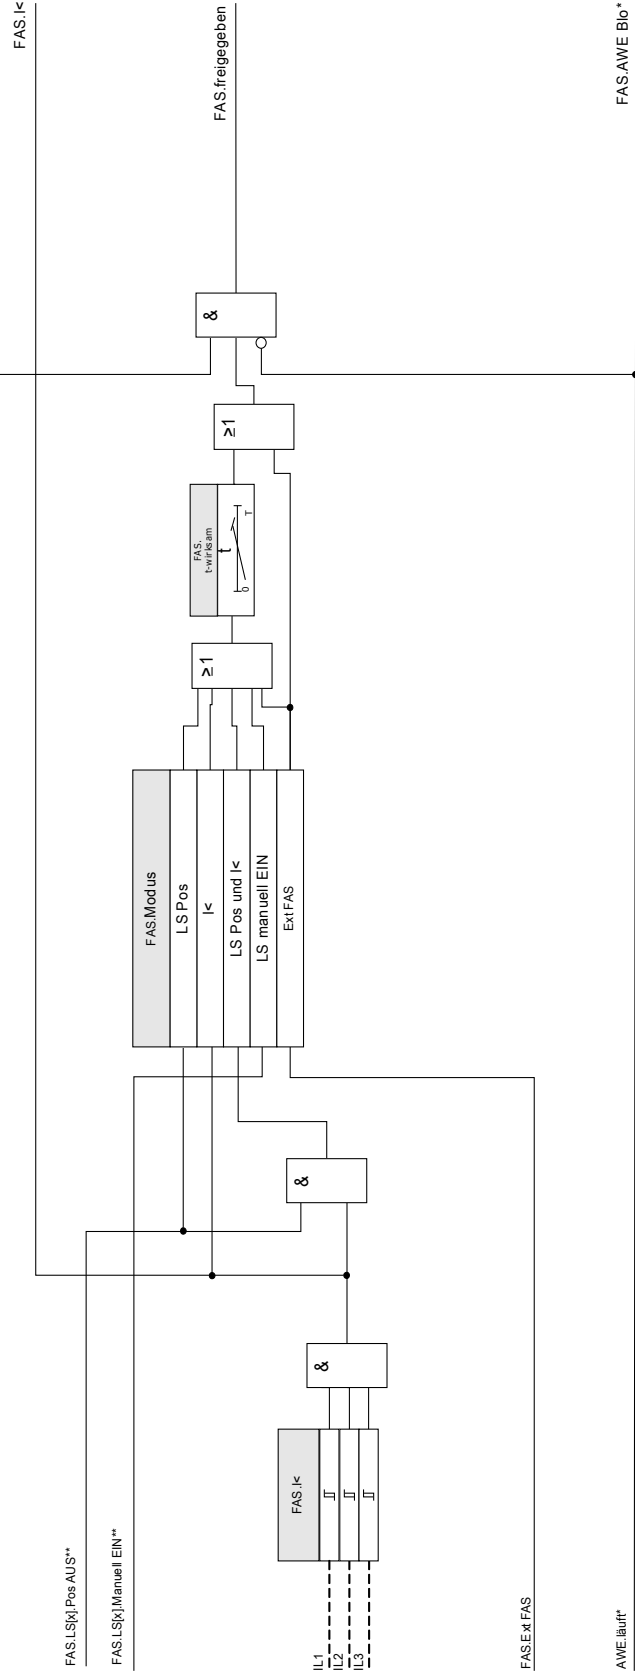 FAS.I<
FAS.freigegeben
FAS.AWE Blo*
&
≥1
FAS.
t-wirksam
t
0
T
≥1
FAS.Modus
LS Pos
I<
LS Pos und I<
LS manuell EIN
Ext FAS
&
&
FAS.I<
FAS.LS[x].Pos AUS**
FAS.LS[x].Manuell EIN**
IL1
IL2
IL3
FAS.Ext FAS
AWE.läuft*